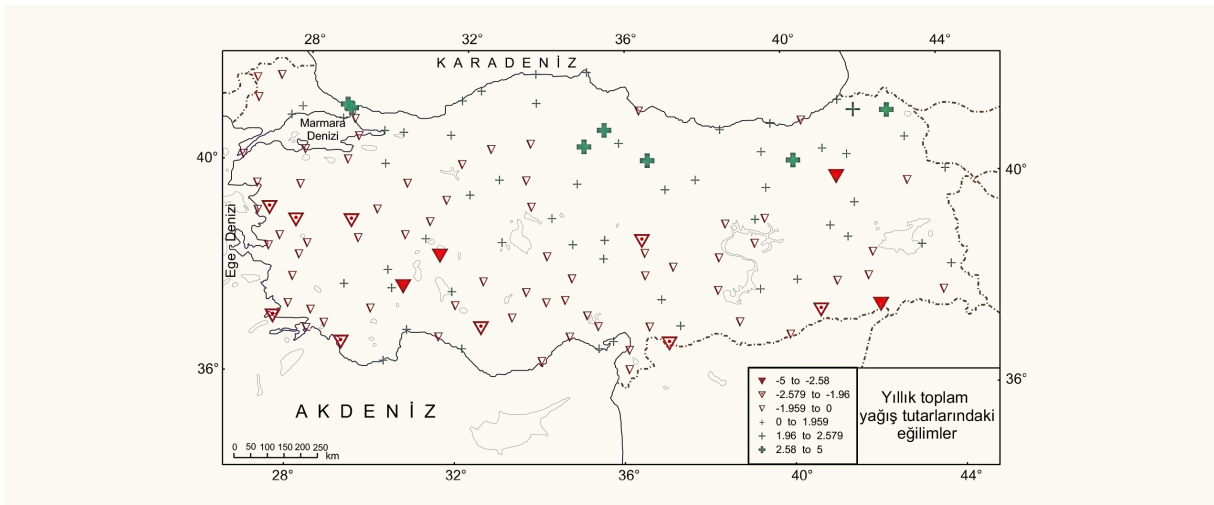 28° 32° 36° 40° 44°
K A R A D E N İ Z
Marmara
Denizi
40° 40°
Ege Denizi
36° 36°
A K D E N İ Z
-5 to -2.58
-2.579 to -1.96
-1.959 to 0
0 to 1.959
1.96 to 2.579
2.58 to 5
Yıllık toplam
yağış tutarlarındaki
eğilimler
0 50 100 150 200 250
km
28° 32° 36° 40° 44°